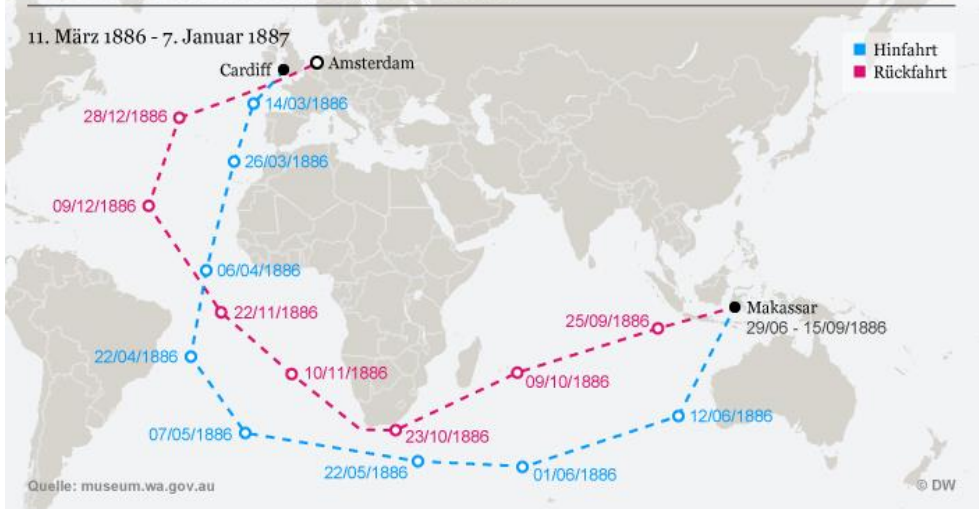 11. März 1886 - 7. Januar 1887
Hinfahrt
Rückfahrt
Cardiff
Amsterdam
14/03/1886
28/12/1886
26/03/1886
09/12/1886
06/04/1886
22/11/1886
Makassar
29/06 - 15/09/1886
25/09/1886
22/04/1886
10/11/1886
09/10/1886
12/06/1886
07/05/1886
23/10/1886
22/05/1886
01/06/1886
Quelle: museum.wa.gov.au
© DW